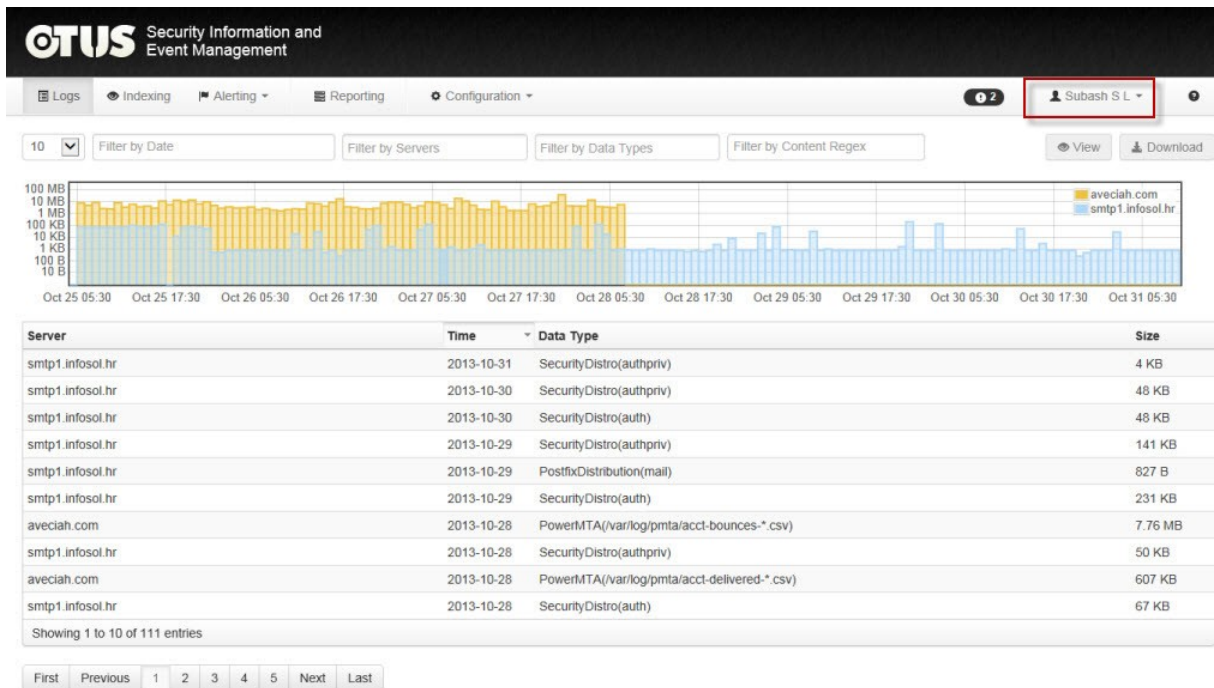 OTUS Security Information and
Event Management
Logs Indexing Alerting Reporting Configuration 2 Subash S L
10 Filter by Date Filter by Servers Filter by Data Types Filter by Content Regex View Download
100 MB
10 MB
1 MB
100 KB
10 KB
1 KB
100 B
10 B
aveciah.com
smtp1.infosol.hr
Oct 25 05:30 Oct 25 17:30 Oct 26 05:30 Oct 26 17:30 Oct 27 05:30 Oct 27 17:30 Oct 28 05:30 Oct 28 17:30 Oct 29 05:30 Oct 29 17:30 Oct 30 05:30 Oct 30 17:30 Oct 31 05:30
Server Time Data Type Size
smtp1.infosol.hr 2013-10-31 SecurityDistro(authpriv) 4 KB
smtp1.infosol.hr 2013-10-30 SecurityDistro(authpriv) 48 KB
smtp1.infosol.hr 2013-10-30 SecurityDistro(auth) 48 KB
smtp1.infosol.hr 2013-10-29 SecurityDistro(authpriv) 141 KB
smtp1.infosol.hr 2013-10-29 PostfixDistribution(mail) 827 B
smtp1.infosol.hr 2013-10-29 SecurityDistro(auth) 231 KB
aveciah.com 2013-10-28 PowerMTA(/var/log/pmta/acct-bounces-*.csv) 7.76 MB
smtp1.infosol.hr 2013-10-28 SecurityDistro(authpriv) 50 KB
aveciah.com 2013-10-28 PowerMTA(/var/log/pmta/acct-delivered-*.csv) 607 KB
smtp1.infosol.hr 2013-10-28 SecurityDistro(auth) 67 KB
Showing 1 to 10 of 111 entries
First Previous 1 2 3 4 5 Next Last